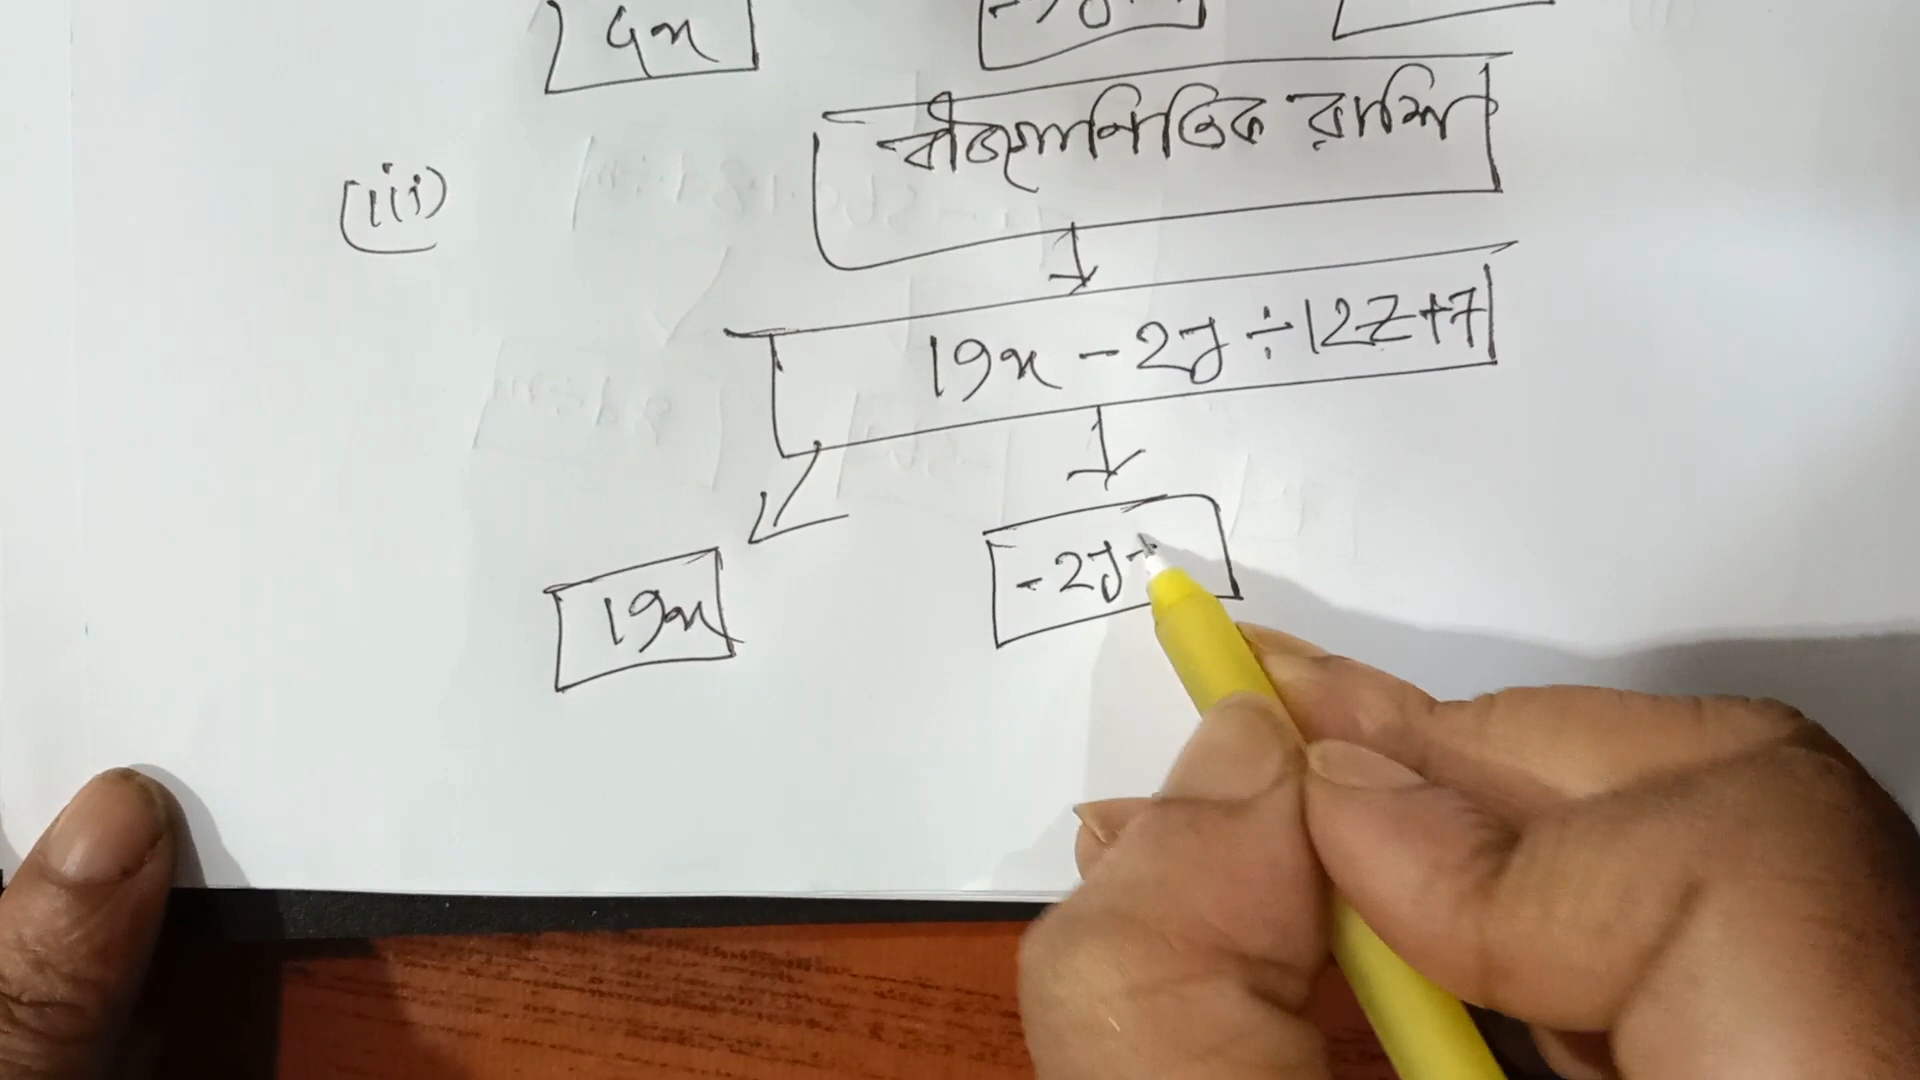 4x
বীজগানিতিক রাশি
(iii)
19x - 2y ÷ 12z + 7
19x
- 2y ÷